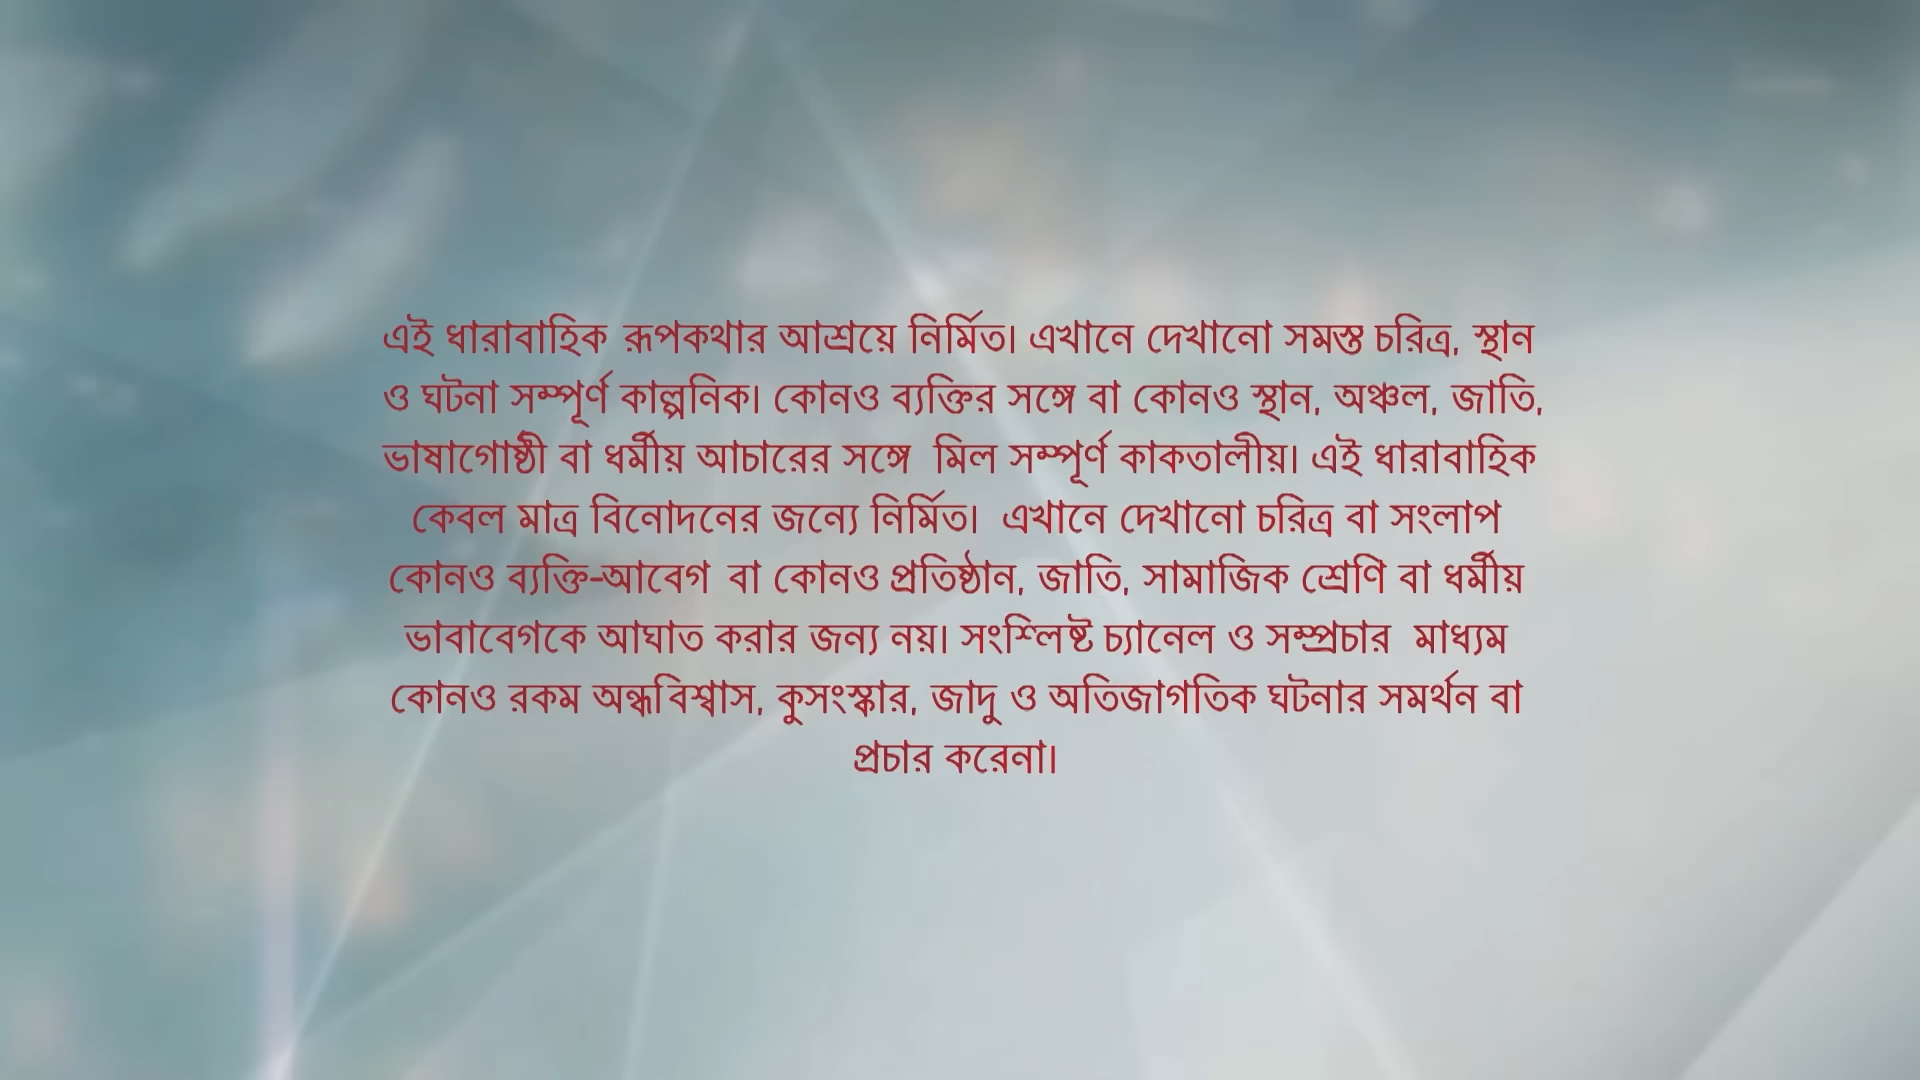 এই ধারাবাহিক রূপকথার আশ্রয়ে নির্মিত। এখানে দেখানো সমস্ত চরিত্র, স্থান
ও ঘটনা সম্পূর্ণ কাল্পনিক। কোনও ব্যক্তির সঙ্গে বা কোনও স্থান, অঞ্চল, জাতি,
ভাষাগোষ্ঠী বা ধর্মীয় আচারের সঙ্গে মিল সম্পূর্ণ কাকতালীয়। এই ধারাবাহিক
কেবল মাত্র বিনোদনের জন্যে নির্মিত। এখানে দেখানো চরিত্র বা সংলাপ
কোনও ব্যক্তি-আবেগ বা কোনও প্রতিষ্ঠান, জাতি, সামাজিক শ্রেণি বা ধর্মীয়
ভাবাবেগকে আঘাত করার জন্য নয়। সংশ্লিষ্ট চ্যানেল ও সম্প্রচার মাধ্যম
কোনও রকম অন্ধবিশ্বাস, কুসংস্কার, জাদু ও অতিজাগতিক ঘটনার সমর্থন বা
প্রচার করেনা।